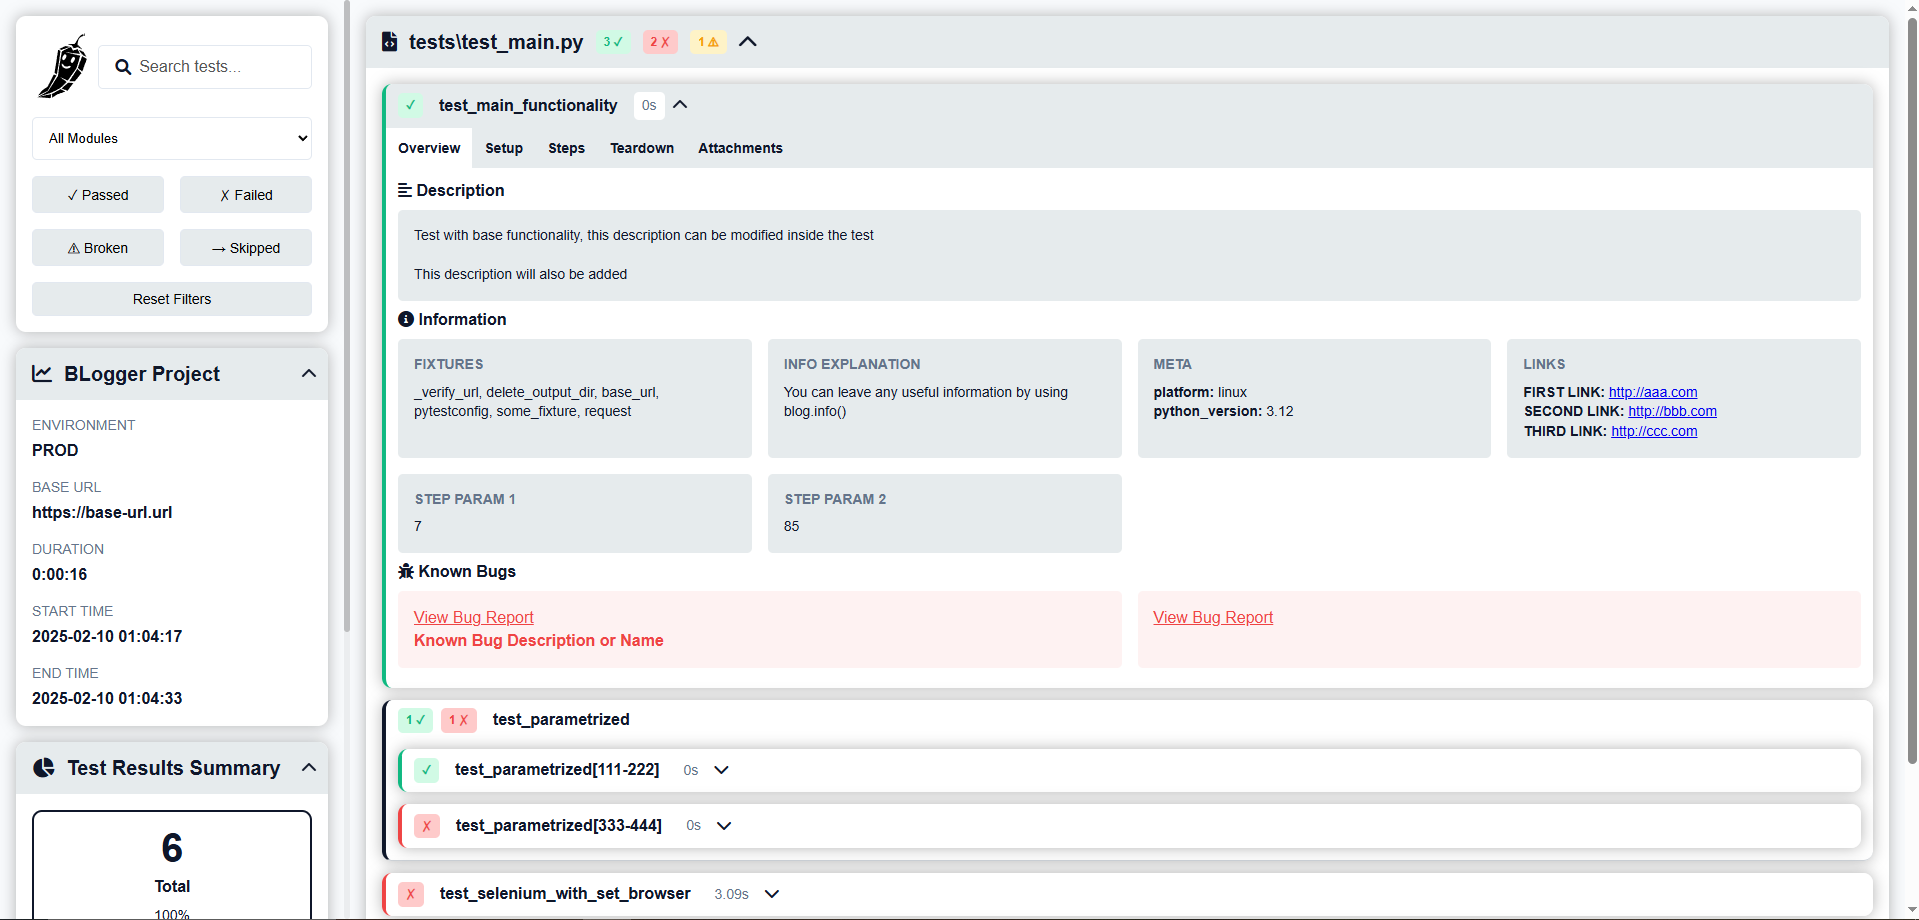 Search tests...
All Modules
✓ Passed
✗ Failed
⚠ Broken
→ Skipped
Reset Filters
BLogger Project
ENVIRONMENT
PROD
BASE URL
https://base-url.url
DURATION
0:00:16
START TIME
2025-02-10 01:04:17
END TIME
2025-02-10 01:04:33
Test Results Summary
6
Total
100%
tests\test_main.py 3 ✓ 2 ✗ 1 ⚠
✓ test_main_functionality 0s
Overview Setup Steps Teardown Attachments
Description
Test with base functionality, this description can be modified inside the test
This description will also be added
Information
FIXTURES
_verify_url, delete_output_dir, base_url,
pytestconfig, some_fixture, request
INFO EXPLANATION
You can leave any useful information by using
blog.info()
META
platform: linux
python_version: 3.12
LINKS
FIRST LINK: http://aaa.com
SECOND LINK: http://bbb.com
THIRD LINK: http://ccc.com
STEP PARAM 1
7
STEP PARAM 2
85
Known Bugs
View Bug Report
Known Bug Description or Name
View Bug Report
1 ✓ 1 ✗ test_parametrized
✓ test_parametrized[111-222] 0s
✗ test_parametrized[333-444] 0s
✗ test_selenium_with_set_browser 3.09s